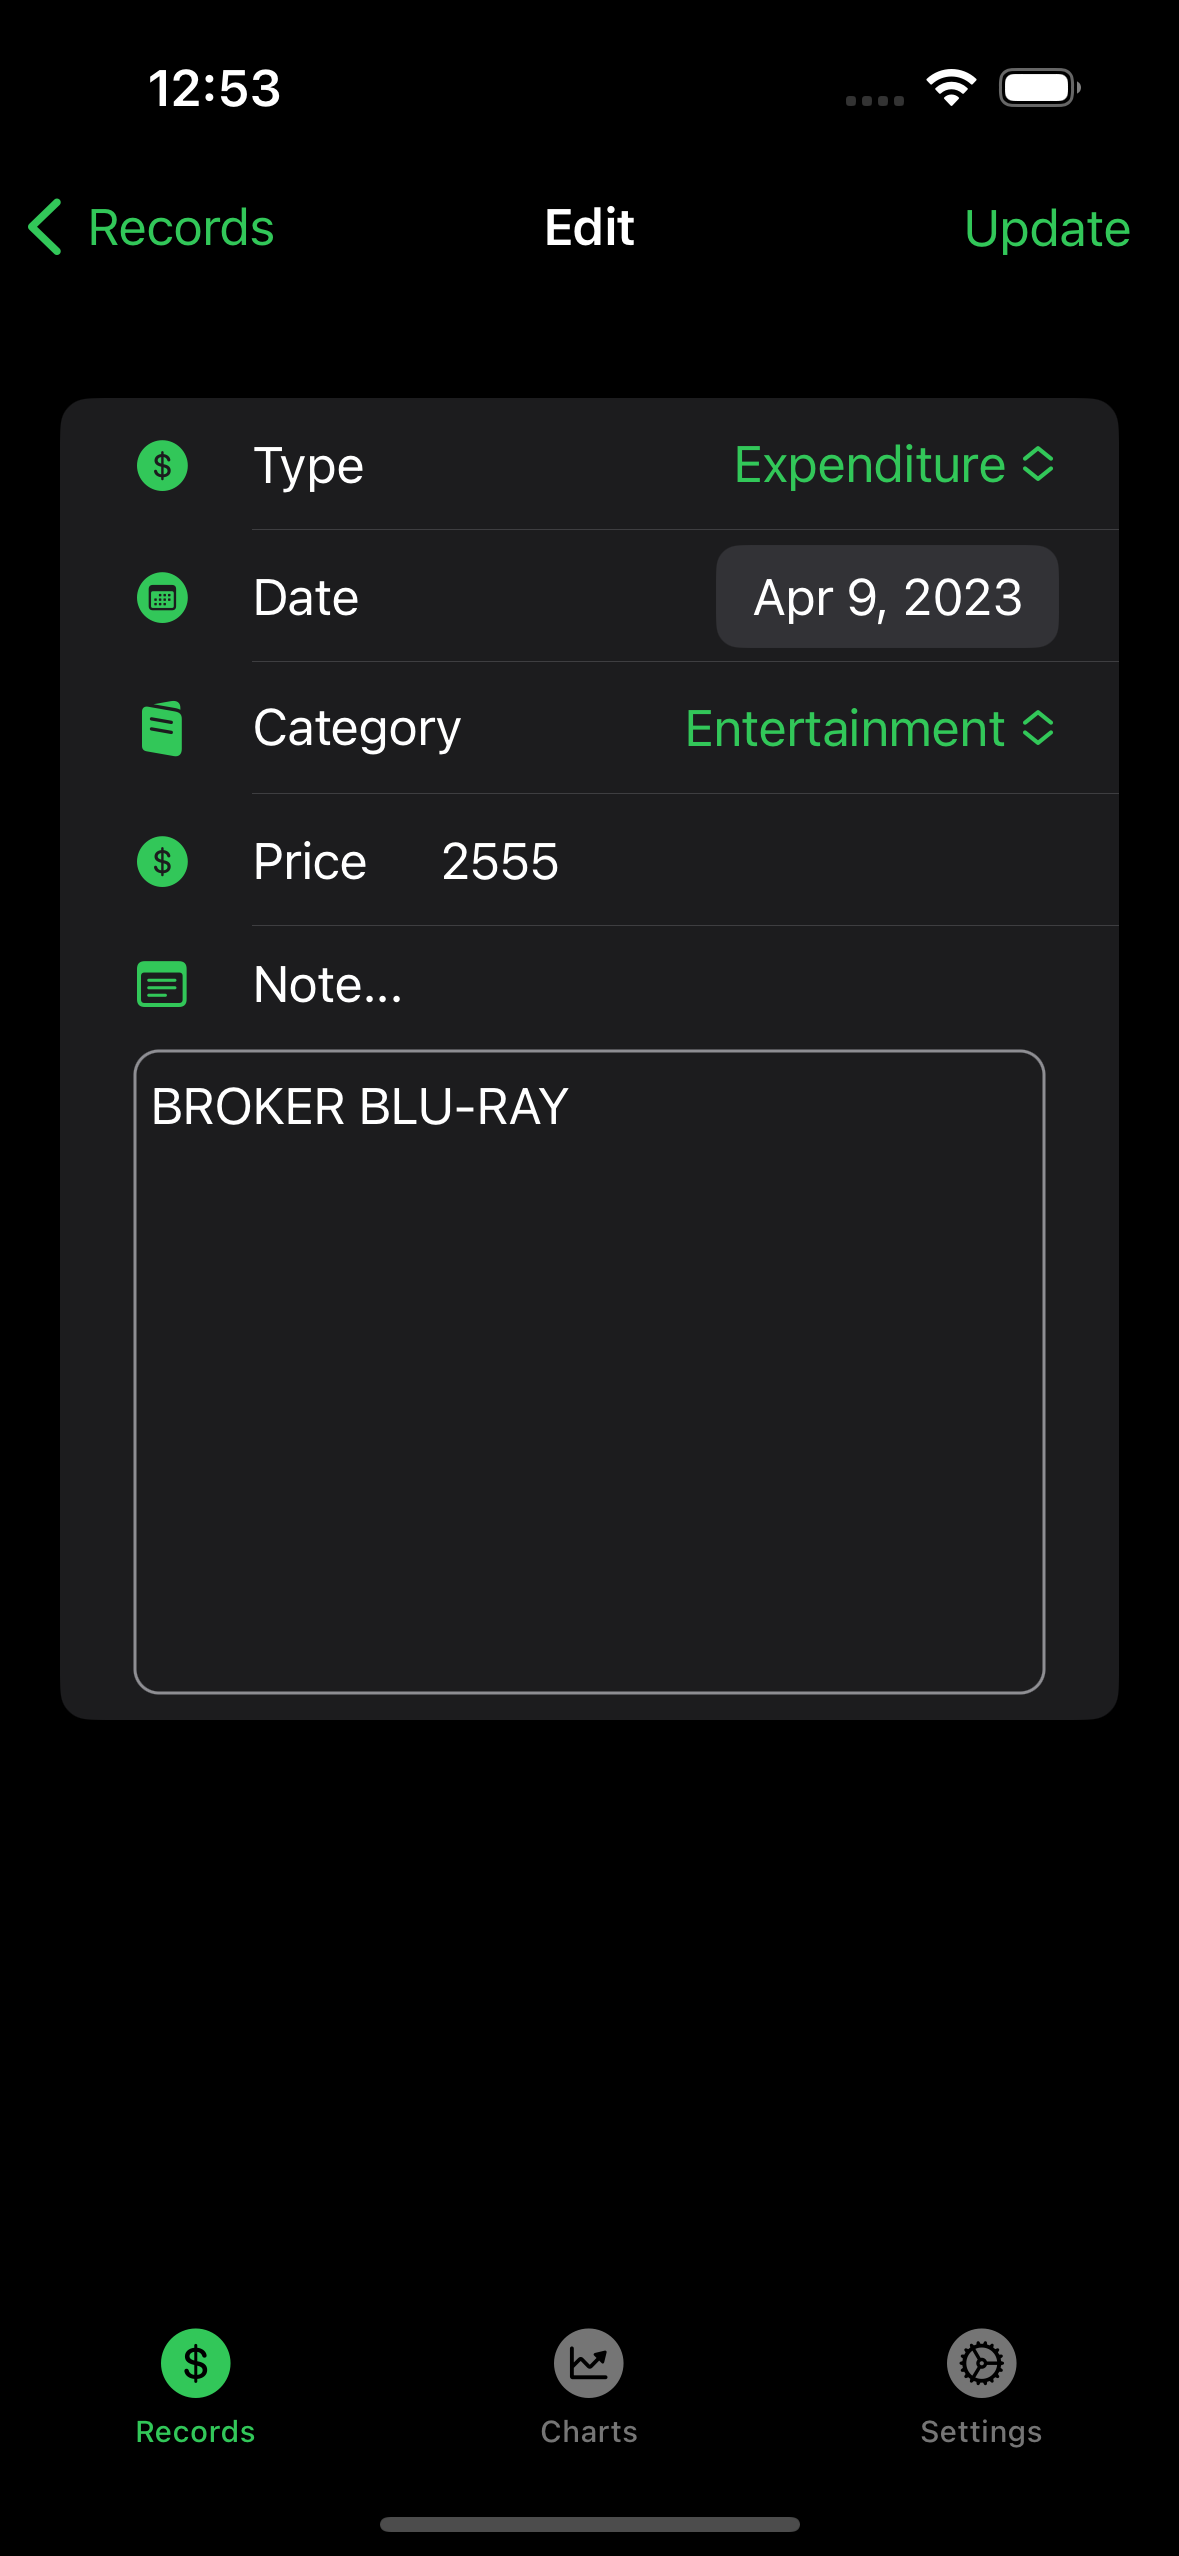 12:53
Records
Edit
Update
Type
Expenditure
Date
Apr 9, 2023
Category
Entertainment
Price
2555
Note...
BROKER BLU-RAY
Records
Charts
Settings